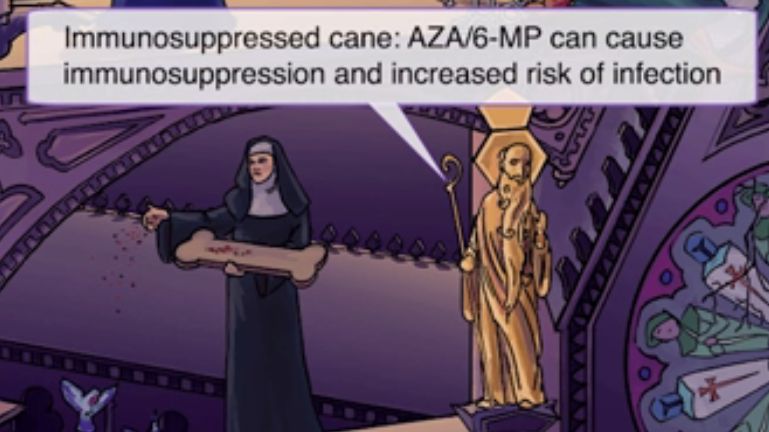 Immunosuppressed cane: AZA/6-MP can cause
immunosuppression and increased risk of infection